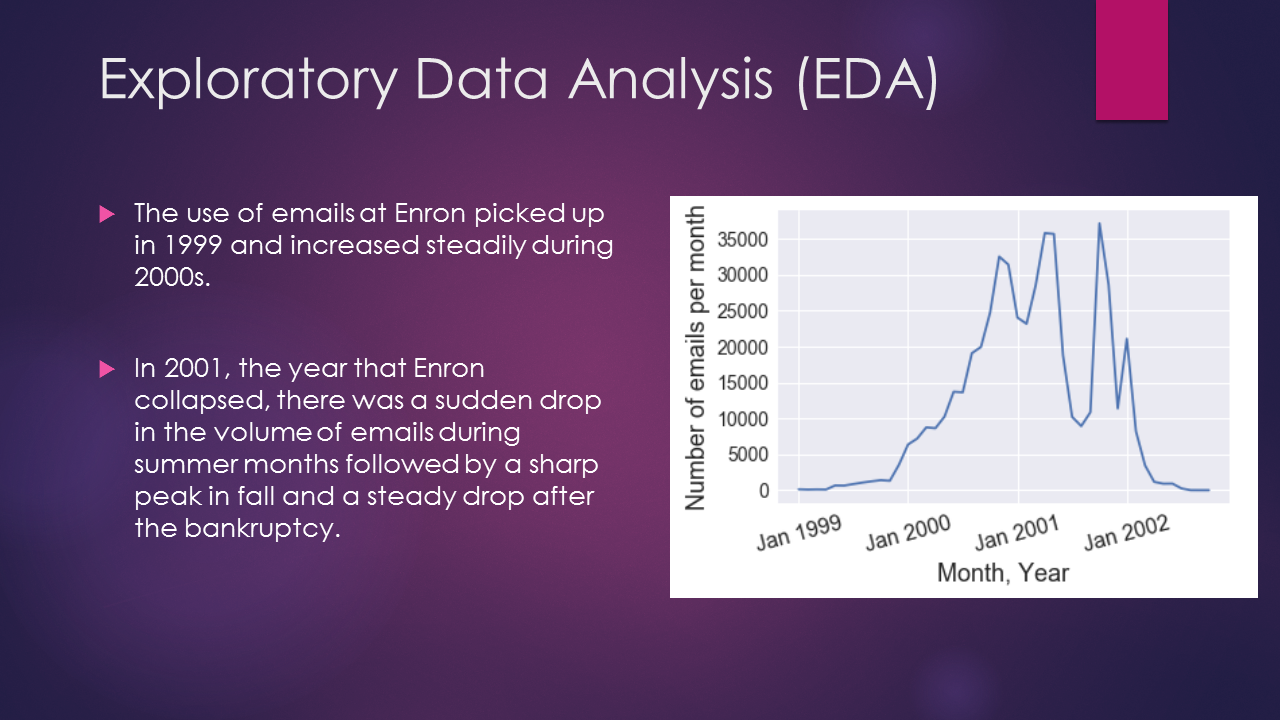 Exploratory Data Analysis (EDA)
The use of emails at Enron picked up
in 1999 and increased steadily during
2000s.
In 2001, the year that Enron
collapsed, there was a sudden drop
in the volume of emails during
summer months followed by a sharp
peak in fall and a steady drop after
the bankruptcy.
Number of emails per month
35000
30000
25000
20000
15000
10000
5000
0
Jan 1999
Jan 2000
Jan 2001
Jan 2002
Month, Year